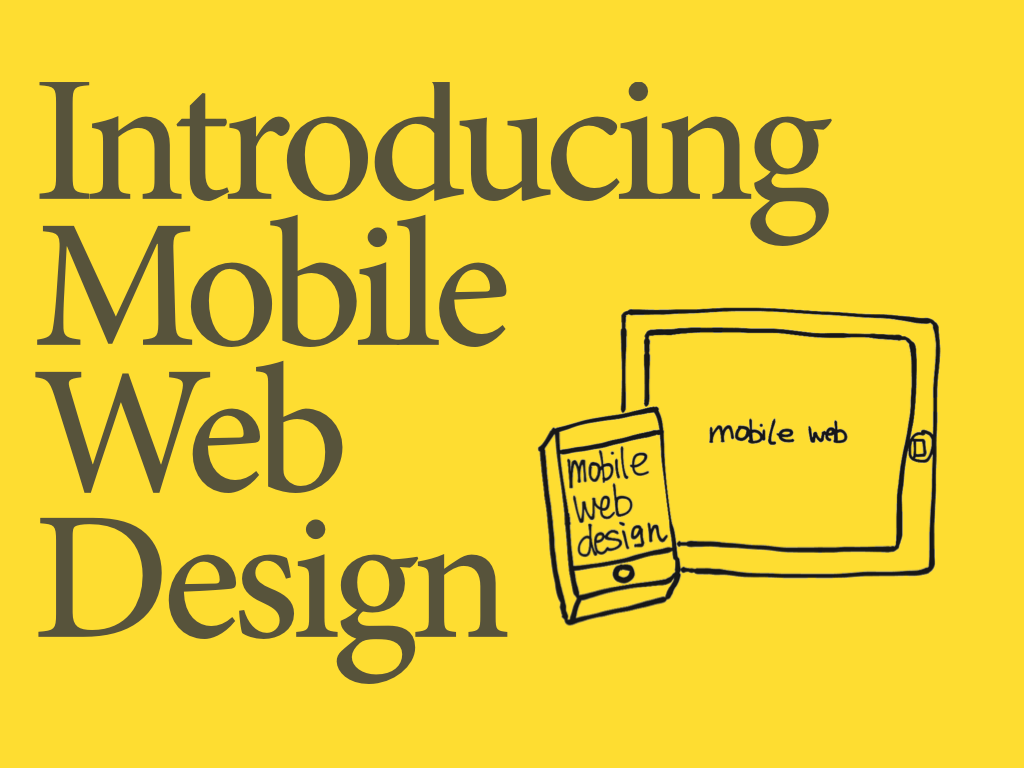 Introducing
Mobile
Web
Design
mobile web
mobile
web
design